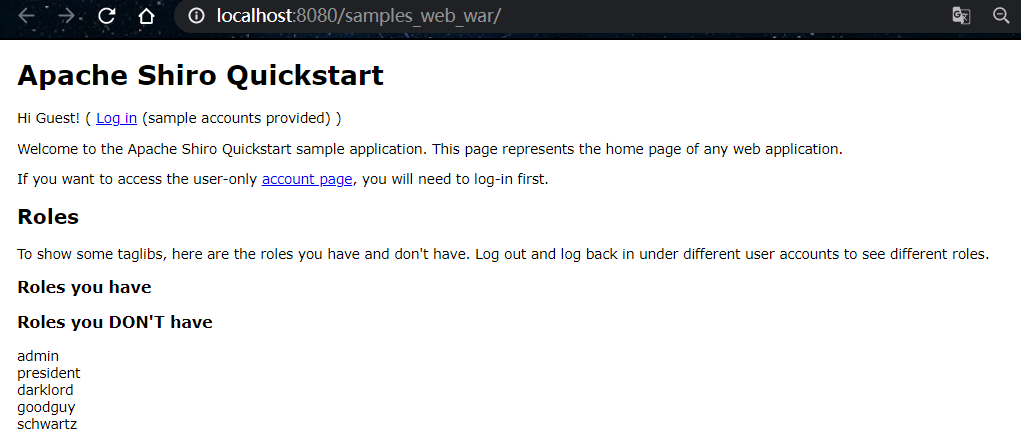 localhost:8080/samples_web_war/
Apache Shiro Quickstart
Hi Guest! ( Log in (sample accounts provided) )
Welcome to the Apache Shiro Quickstart sample application. This page represents the home page of any web application.
If you want to access the user-only account page, you will need to log-in first.
Roles
To show some taglibs, here are the roles you have and don't have. Log out and log back in under different user accounts to see different roles.
Roles you have
Roles you DON'T have
admin
president
darklord
goodguy
schwartz